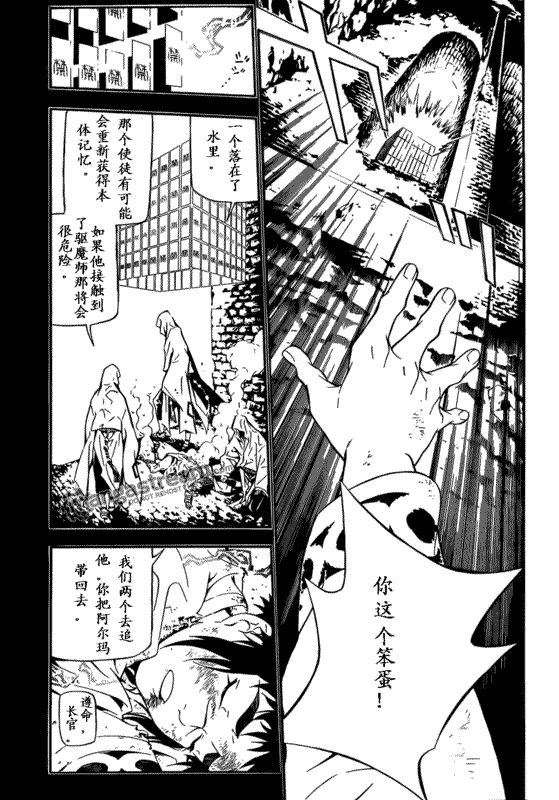 你这个笨蛋！
一个落在了
水里。
那个使徒有可能
会重新获得本
体记忆。
如果他接触到
了驱魔师那将会
很危险。
我们两个去追
他.你把阿尔玛
带回去。
遵命，
长官。